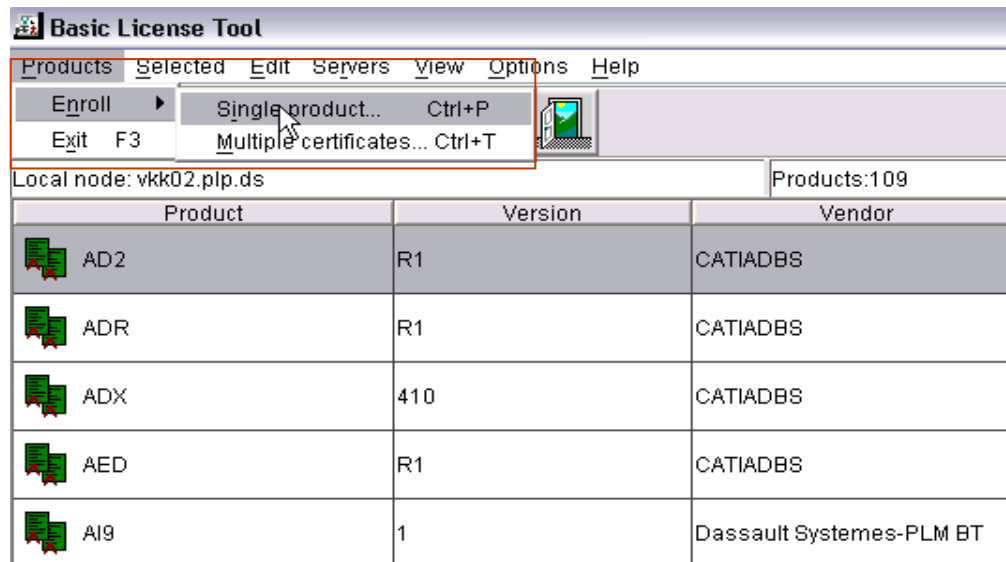 Basic License Tool
Products Selected Edit Servers View Options Help
Enroll Single product... Ctrl+P
Exit F3 Multiple certificates... Ctrl+T
Local node: vkk02.plp.ds Products:109
Product Version Vendor
AD2 R1 CATIADBS
ADR R1 CATIADBS
ADX 410 CATIADBS
AED R1 CATIADBS
AI9 1 Dassault Systemes-PLM BT